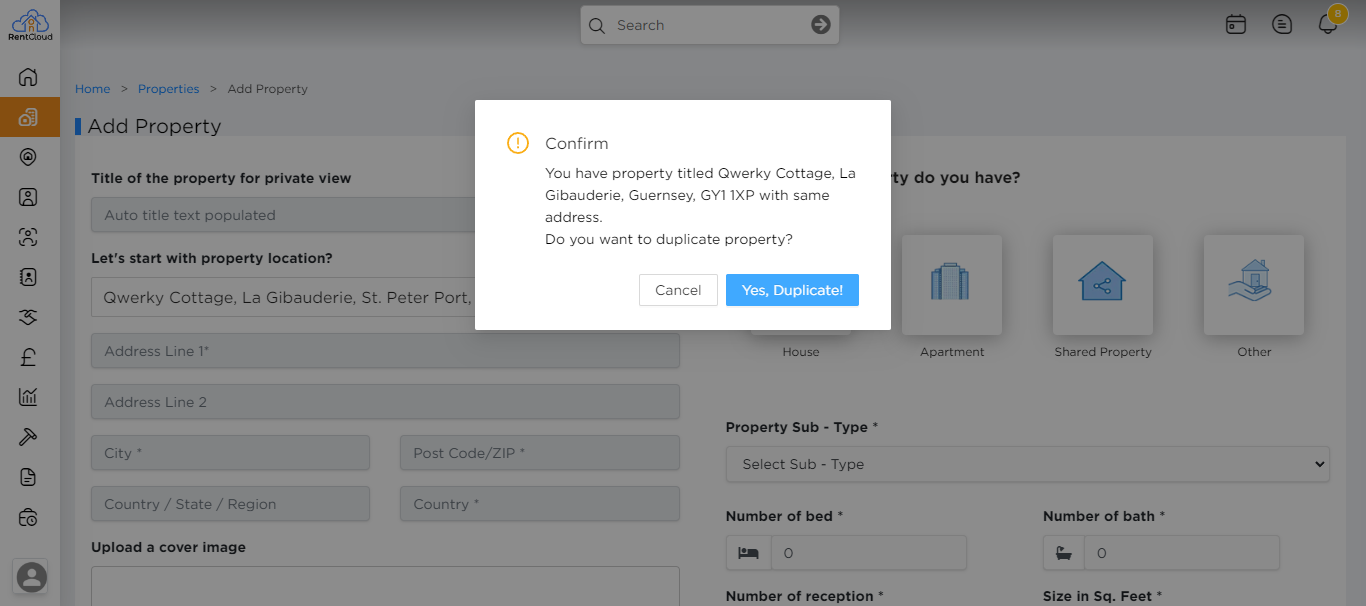 RentCloud
Search
8
Home > Properties > Add Property
Add Property
Title of the property for private view
Auto title text populated
Let's start with property location?
Qwerky Cottage, La Gibauderie, St. Peter Port,
Address Line 1*
Address Line 2
City *
Post Code/ZIP *
Country / State / Region
Country *
Upload a cover image
Confirm
You have property titled Qwerky Cottage, La
Gibauderie, Guernsey, GY1 1XP with same
address.
Do you want to duplicate property?
Cancel
Yes, Duplicate!
do you have?
House
Apartment
Shared Property
Other
Property Sub - Type *
Select Sub - Type
Number of bed *
Number of bath *
0
0
Number of reception *
Size in Sq. Feet *